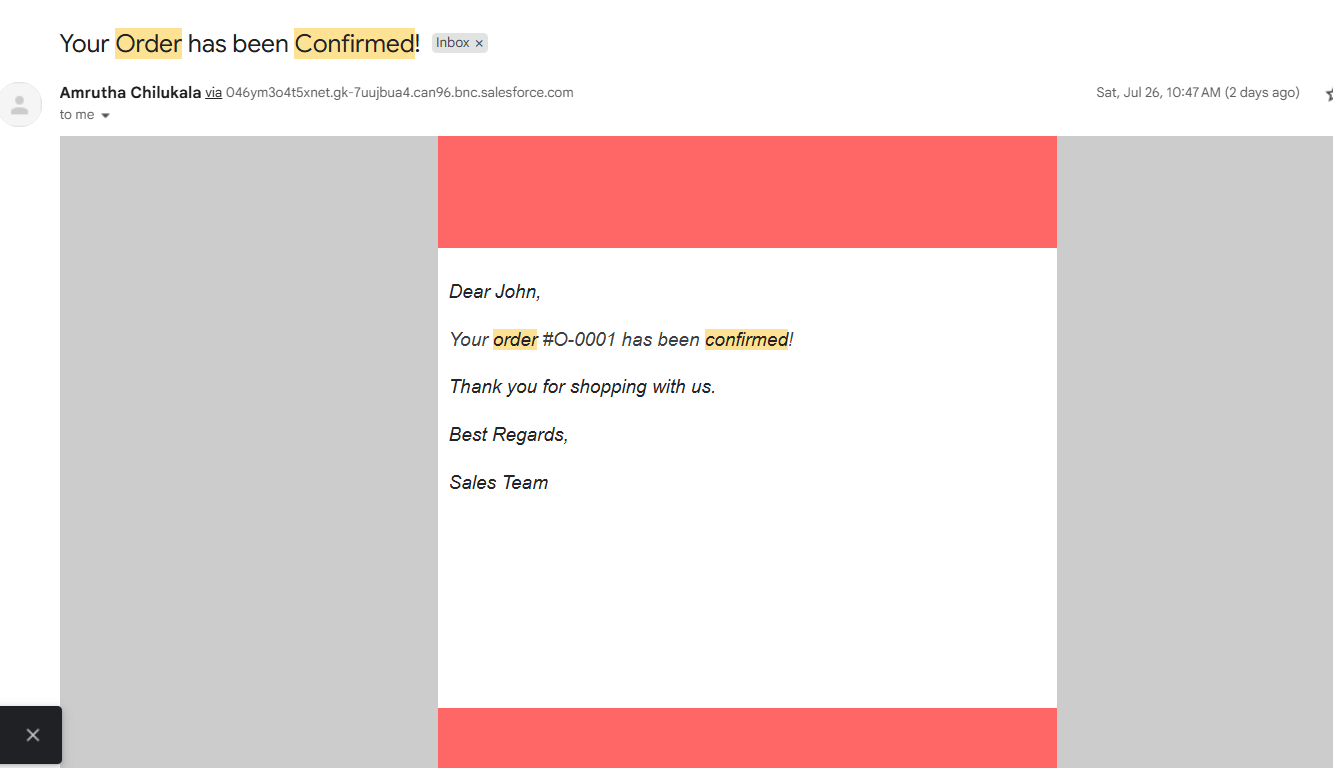 Your Order has been Confirmed! Inbox ×
Amrutha Chilukala via 046ym3o4t5xnet.gk-7uujbua4.can96.bnc.salesforce.com Sat, Jul 26, 10:47 AM (2 days ago)
to me
Dear John,
Your order #O-0001 has been confirmed!
Thank you for shopping with us.
Best Regards,
Sales Team